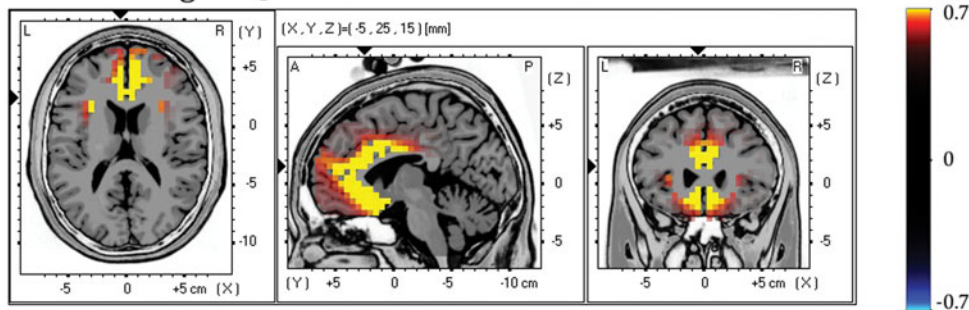 L R (Y)
+5
0
-5
-10
-5 0 +5 cm (X)
(X, Y, Z)=( -5, 25, 15 ) [mm]
A P (Z)
+5
0
-5
(Y) +5 0 -5 -10 cm
L R (Z)
+5
0
-5
-5 0 +5 cm (X)
0.7
0
-0.7